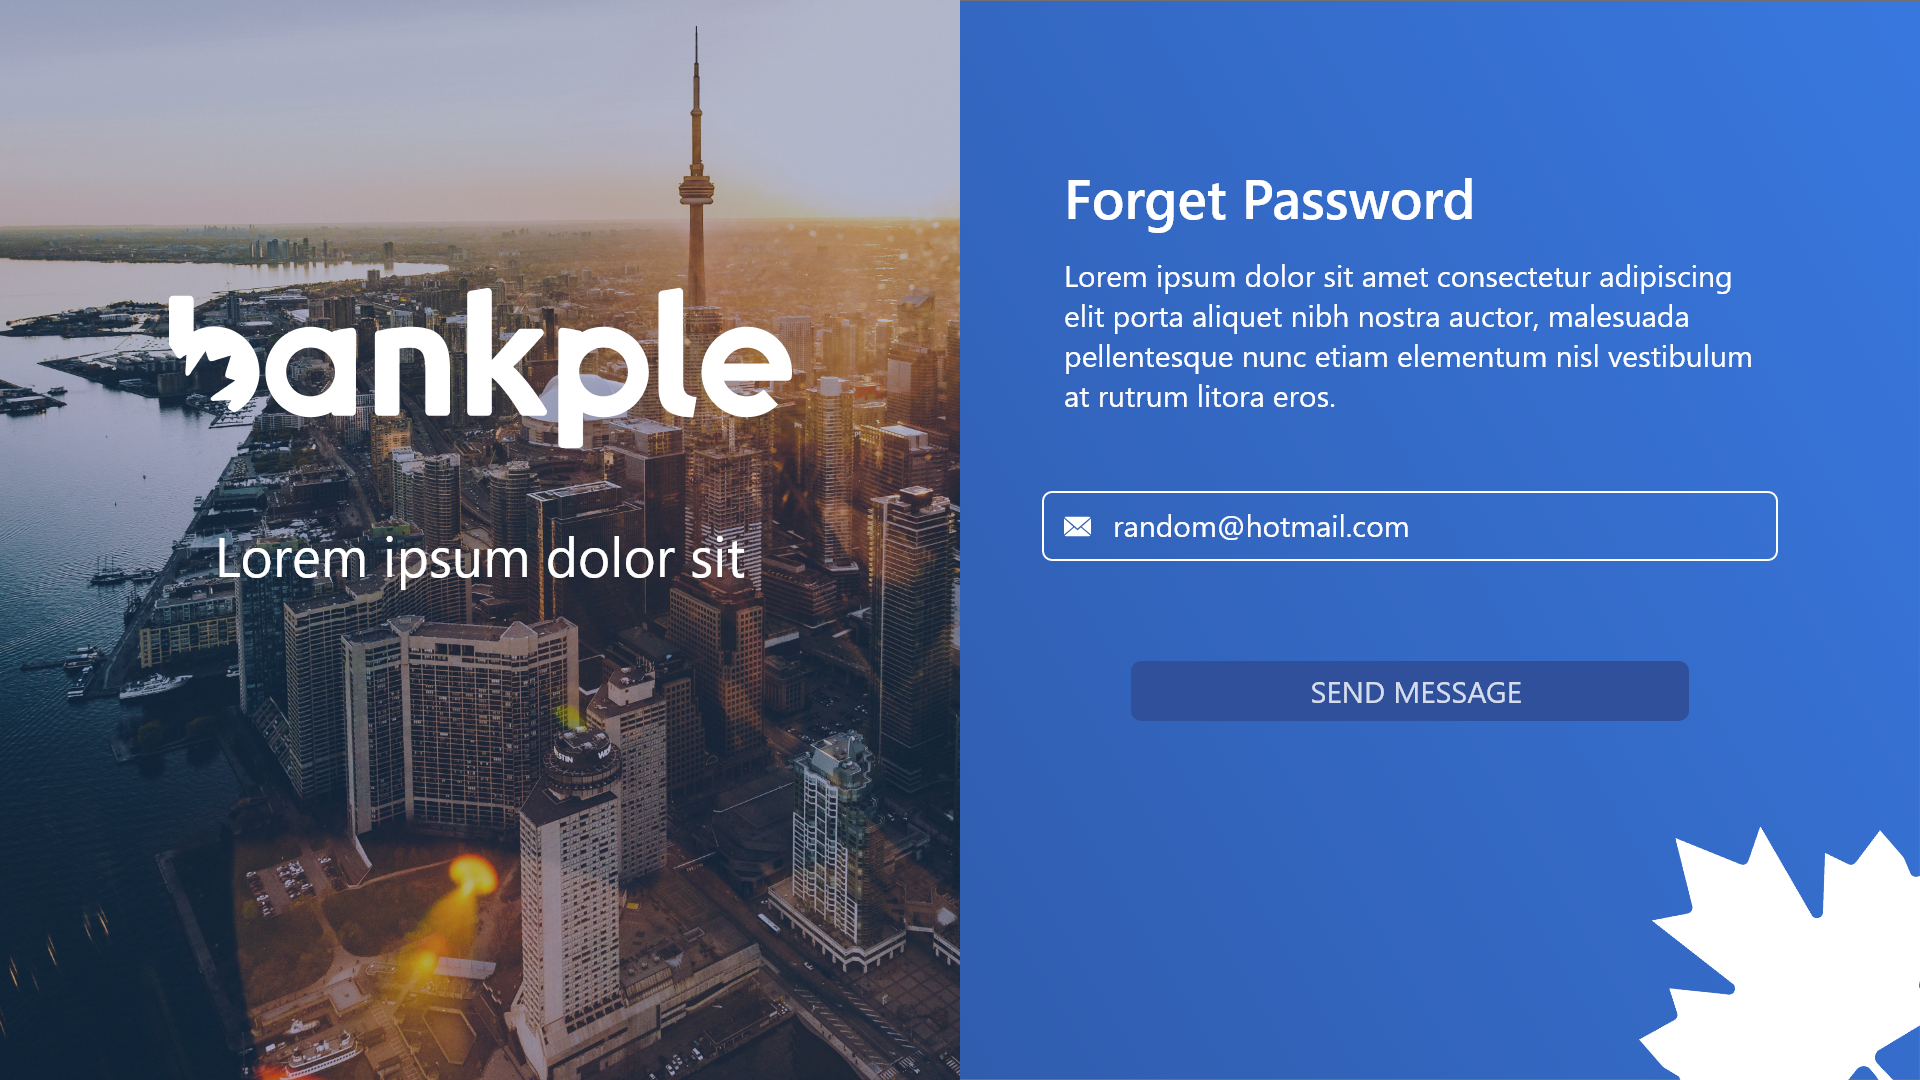 bankple
Lorem ipsum dolor sit
Forget Password
Lorem ipsum dolor sit amet consectetur adipiscing
elit porta aliquet nibh nostra auctor, malesuada
pellentesque nunc etiam elementum nisl vestibulum
at rutrum litora eros.
random@hotmail.com
SEND MESSAGE